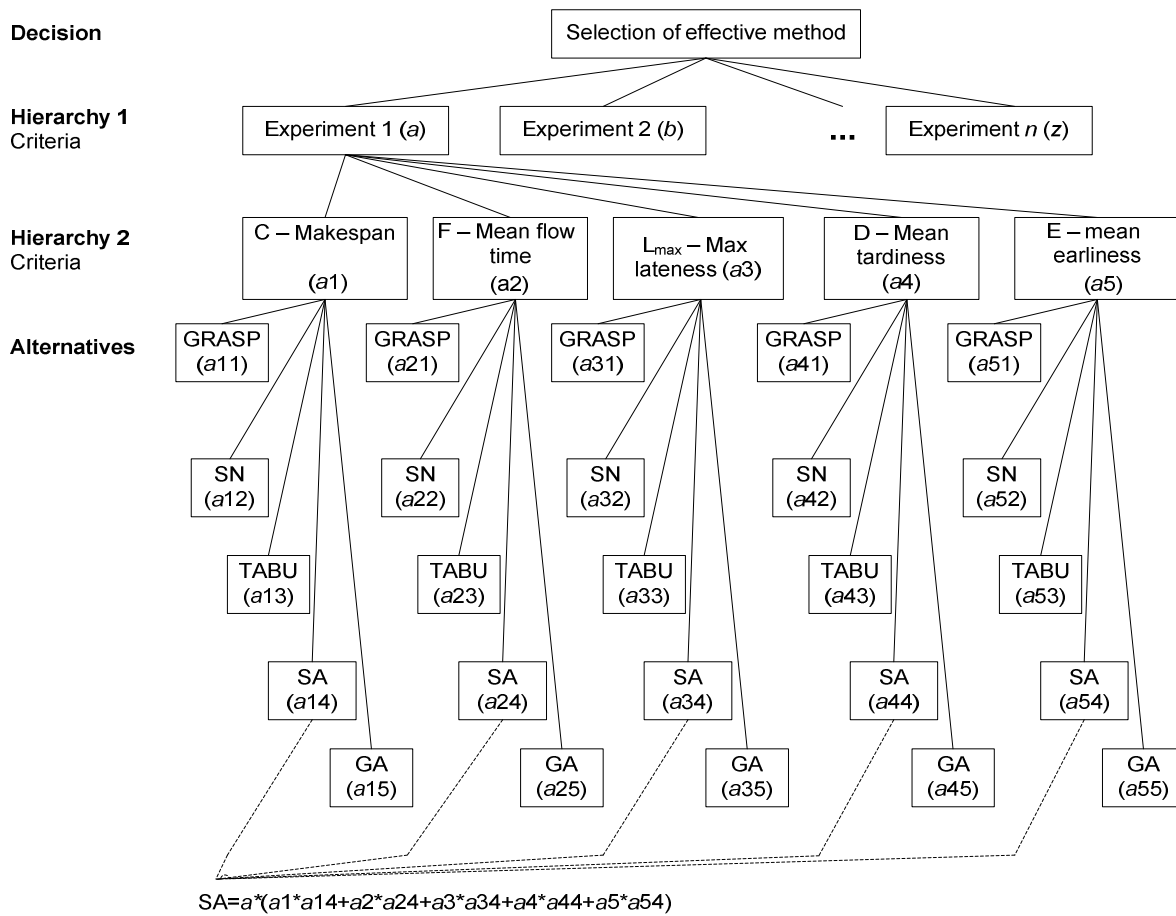 Decision
Selection of effective method
Hierarchy 1
Criteria
Experiment 1 (a)
Experiment 2 (b)
...
Experiment n (z)
Hierarchy 2
Criteria
C – Makespan
(a1)
F – Mean flow
time
(a2)
Lmax – Max
lateness (a3)
D – Mean
tardiness
(a4)
E – mean
earliness
(a5)
Alternatives
GRASP
(a11)
GRASP
(a21)
GRASP
(a31)
GRASP
(a41)
GRASP
(a51)
SN
(a12)
SN
(a22)
SN
(a32)
SN
(a42)
SN
(a52)
TABU
(a13)
TABU
(a23)
TABU
(a33)
TABU
(a43)
TABU
(a53)
SA
(a14)
SA
(a24)
SA
(a34)
SA
(a44)
SA
(a54)
GA
(a15)
GA
(a25)
GA
(a35)
GA
(a45)
GA
(a55)
SA=a*(a1*a14+a2*a24+a3*a34+a4*a44+a5*a54)